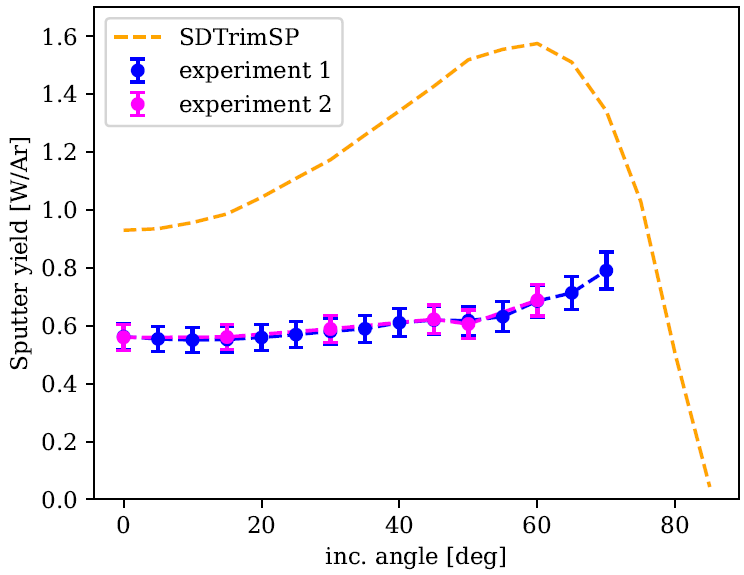 SDTrimSP
experiment 1
experiment 2
Sputter yield [W/Ar]
1.6
1.4
1.2
1.0
0.8
0.6
0.4
0.2
0.0
0
20
40
60
80
inc. angle [deg]